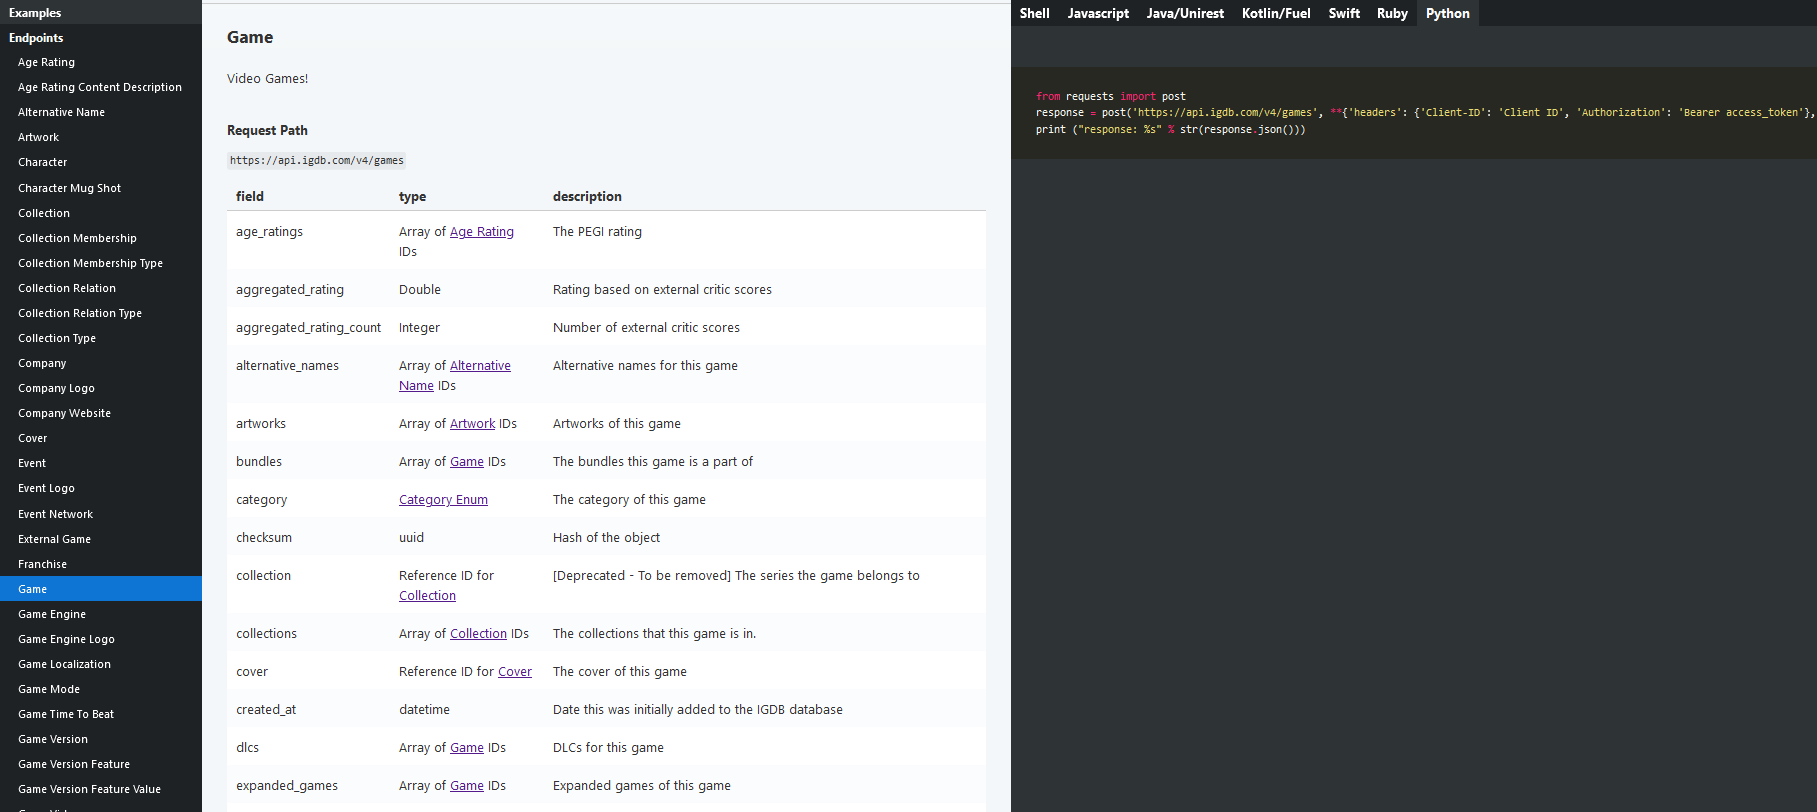 Examples
Endpoints
Age Rating
Age Rating Content Description
Alternative Name
Artwork
Character
Character Mug Shot
Collection
Collection Membership
Collection Membership Type
Collection Relation
Collection Relation Type
Collection Type
Company
Company Logo
Company Website
Cover
Event
Event Logo
Event Network
External Game
Franchise
Game
Game Engine
Game Engine Logo
Game Localization
Game Mode
Game Time To Beat
Game Version
Game Version Feature
Game Version Feature Value
Game
Video Games!
Request Path
https://api.igdb.com/v4/games
field type description
age_ratings Array of Age Rating The PEGI rating
IDs
aggregated_rating Double Rating based on external critic scores
aggregated_rating_count Integer Number of external critic scores
alternative_names Array of Alternative Alternative names for this game
Name IDs
artworks Array of Artwork IDs Artworks of this game
bundles Array of Game IDs The bundles this game is a part of
category Category Enum The category of this game
checksum uuid Hash of the object
collection Reference ID for [Deprecated - To be removed] The series the game belongs to
Collection
collections Array of Collection IDs The collections that this game is in.
cover Reference ID for Cover The cover of this game
created_at datetime Date this was initially added to the IGDB database
dlcs Array of Game IDs DLCs for this game
expanded_games Array of Game IDs Expanded games of this game
Shell Javascript Java/Unirest Kotlin/Fuel Swift Ruby Python
from requests import post
response = post('https://api.igdb.com/v4/games', **{'headers': {'Client-ID': 'Client ID', 'Authorization': 'Bearer access_token'},
print ("response: %s" % str(response.json()))